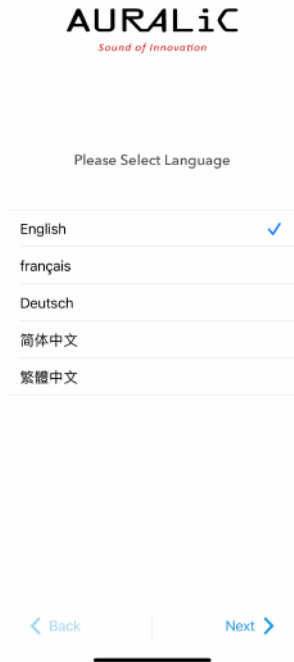 AURALiC
Sound of Innovation
Please Select Language
English
français
Deutsch
简体中文
繁體中文
Back
Next